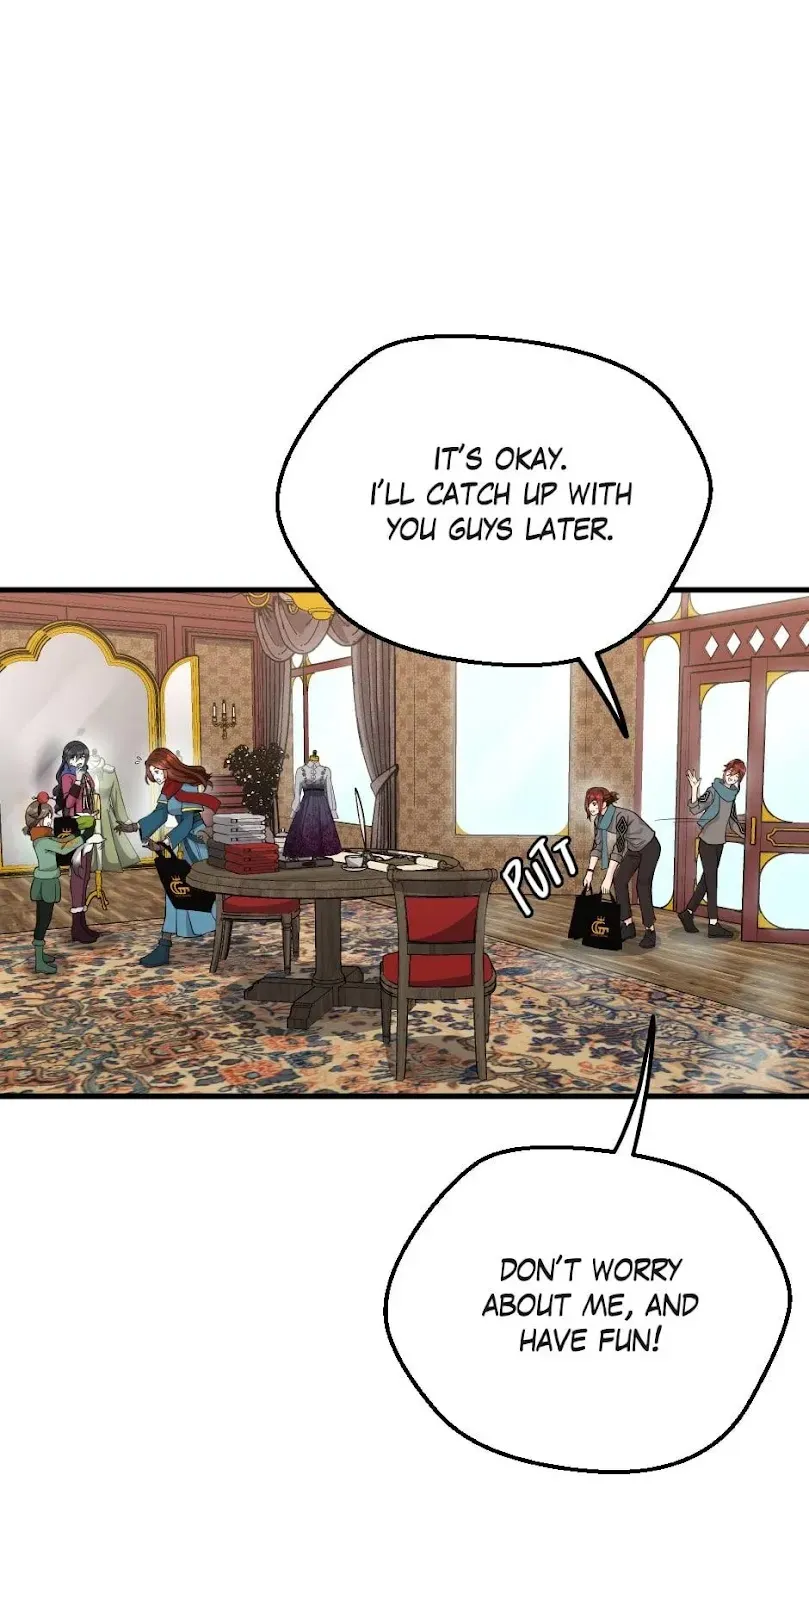 IT'S OKAY.
I'LL CATCH UP WITH
YOU GUYS LATER.
PUTT
DON'T WORRY
ABOUT ME, AND
HAVE FUN!